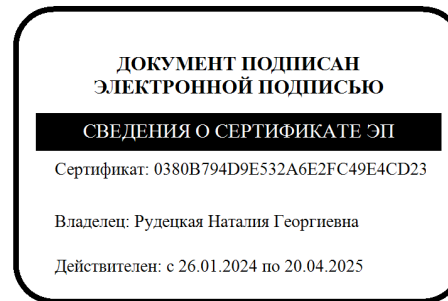 ДОКУМЕНТ ПОДПИСАН
ЭЛЕКТРОННОЙ ПОДПИСЬЮ
СВЕДЕНИЯ О СЕРТИФИКАТЕ ЭП
Сертификат: 0380B794D9E532A6E2FC49E4CD23
Владелец: Рудецкая Наталия Георгиевна
Действителен: с 26.01.2024 по 20.04.2025